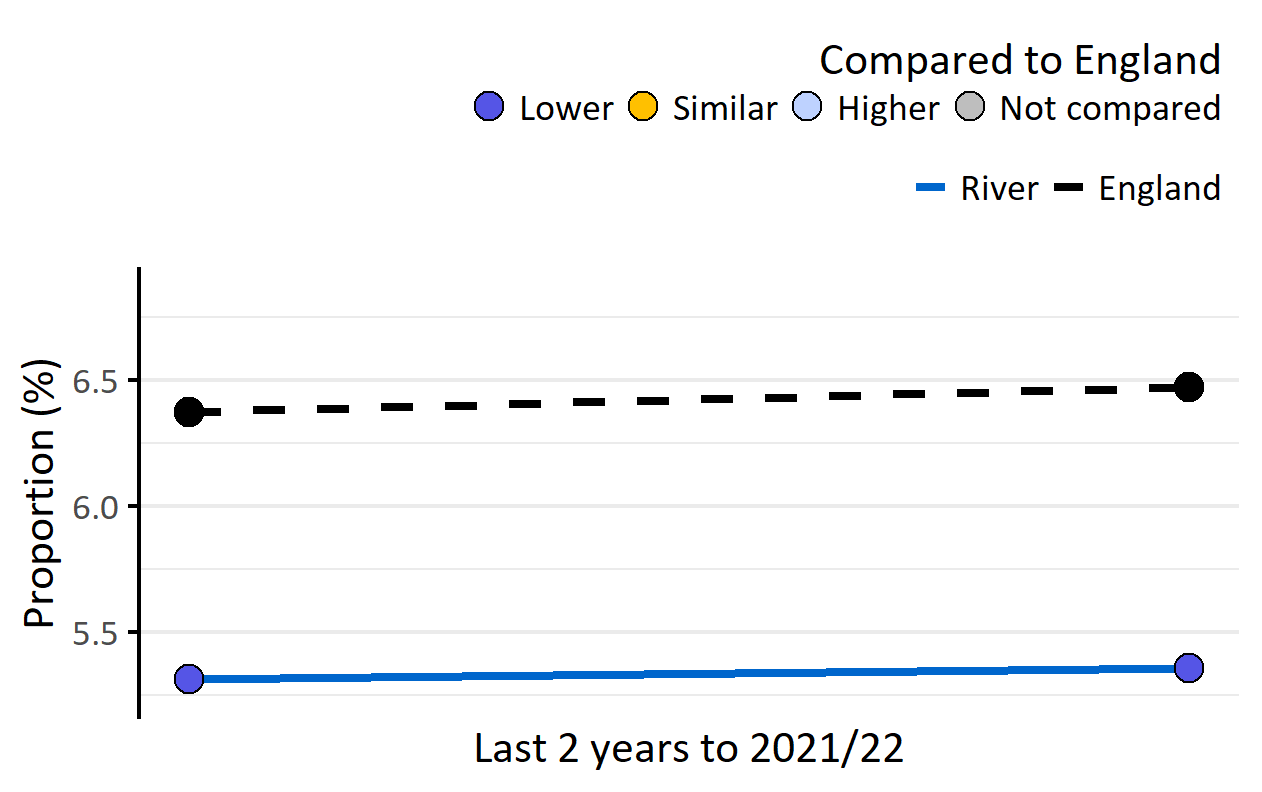 Compared to England
Lower Similar Higher Not compared
River England
Proportion (%)
6.5
6.0
5.5
Last 2 years to 2021/22